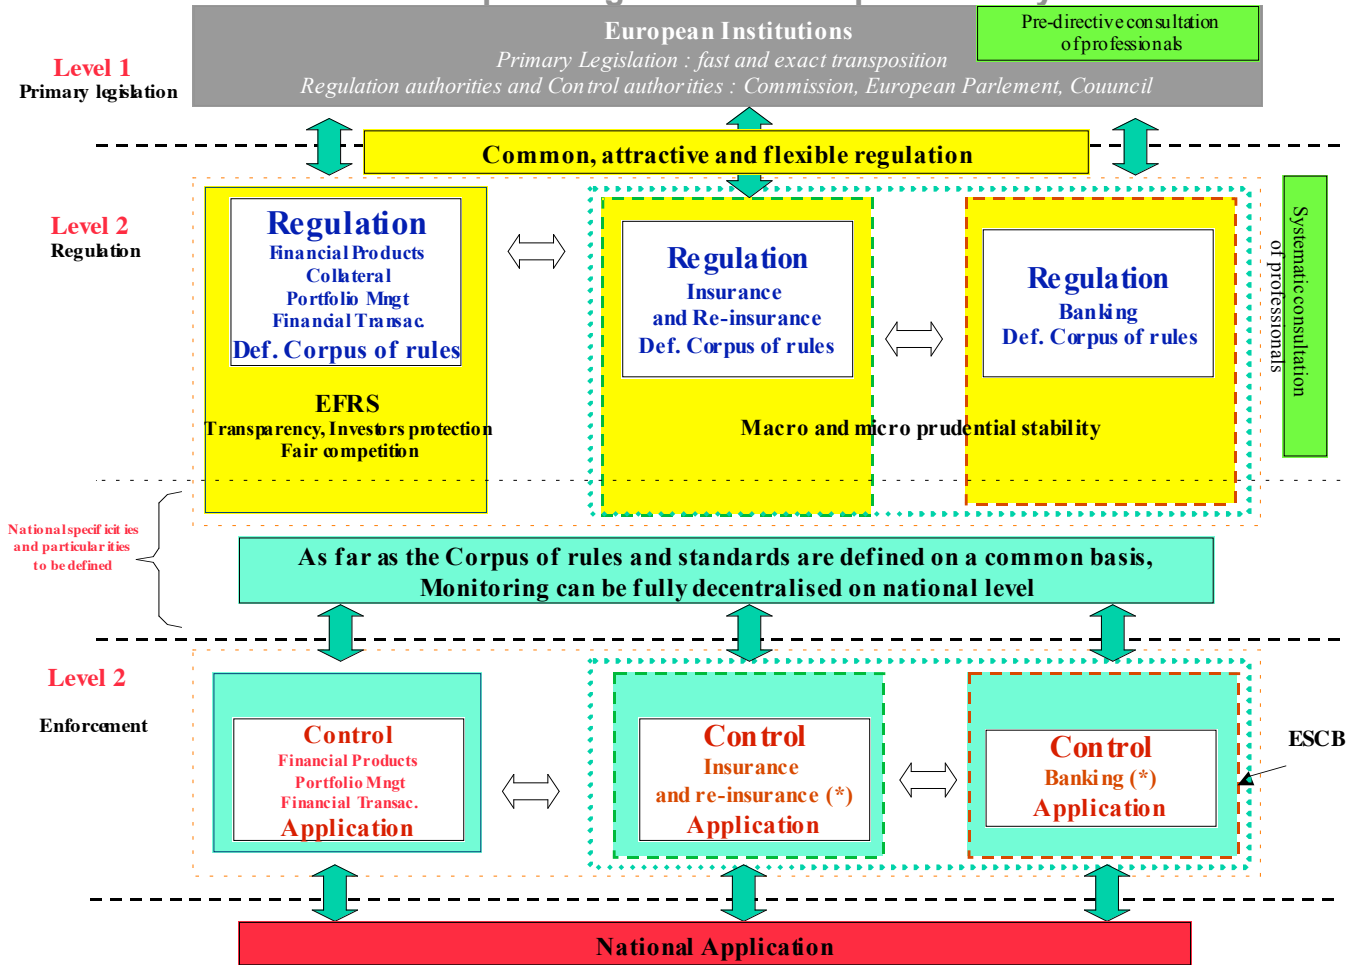 European Institutions
Primary Legislation : fast and exact transposition
Regulation authorities and Control authorities : Commission, European Parlement, Couuncil
Pre-directive consultation
of professionals
Level 1
Primary legislation
Common, attractive and flexible regulation
Level 2
Regulation
Regulation
Financial Products
Collateral
Portfolio Mngt
Financial Transac.
Def. Corpus of rules
EFRS
Transparency, Investors protection
Fair competition
Regulation
Insurance
and Re-insurance
Def. Corpus of rules
Regulation
Banking
Def. Corpus of rules
Macro and micro prudential stability
Systematic consultation
of professionals
National specificities
and particularities
to be defined
As far as the Corpus of rules and standards are defined on a common basis,
Monitoring can be fully decentralised on national level
Level 2
Enforcement
Control
Financial Products
Portfolio Mngt
Financial Transac.
Application
Control
Insurance
and re-insurance (*)
Application
Control
Banking (*)
Application
ESCB
National Application